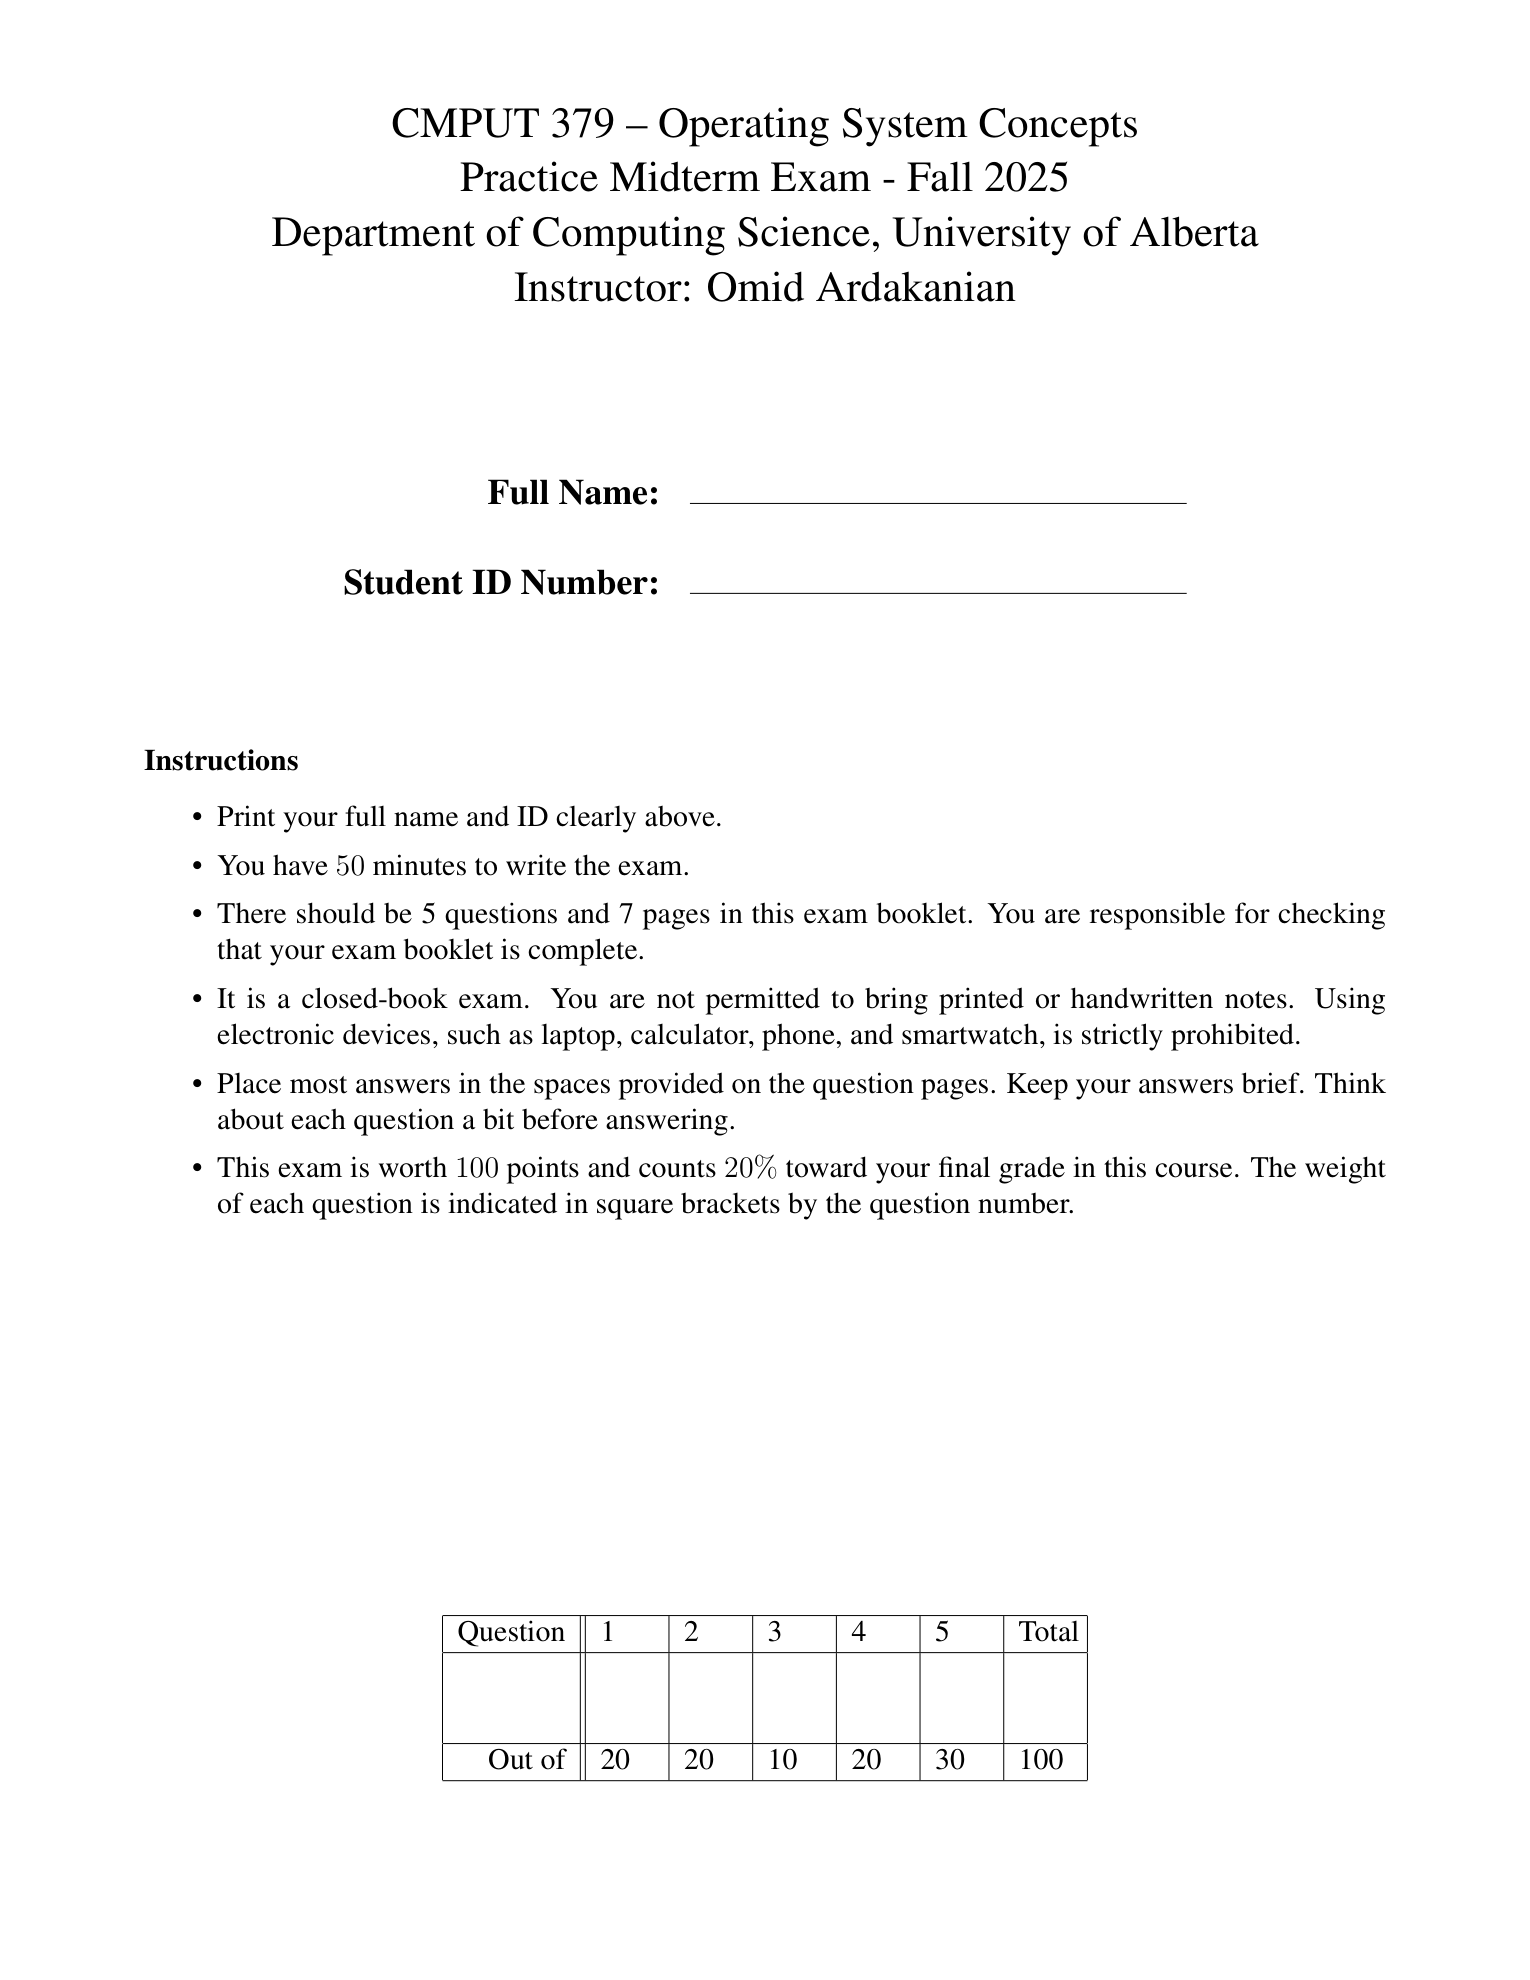 CMPUT 379 – Operating System Concepts
Practice Midterm Exam - Fall 2025
Department of Computing Science, University of Alberta
Instructor: Omid Ardakanian
Full Name:
Student ID Number:
Instructions
• Print your full name and ID clearly above.
• You have 50 minutes to write the exam.
• There should be 5 questions and 7 pages in this exam booklet. You are responsible for checking
that your exam booklet is complete.
• It is a closed-book exam. You are not permitted to bring printed or handwritten notes. Using
electronic devices, such as laptop, calculator, phone, and smartwatch, is strictly prohibited.
• Place most answers in the spaces provided on the question pages. Keep your answers brief. Think
about each question a bit before answering.
• This exam is worth 100 points and counts 20% toward your final grade in this course. The weight
of each question is indicated in square brackets by the question number.
Question 1 2 3 4 5 Total
Out of 20 20 10 20 30 100